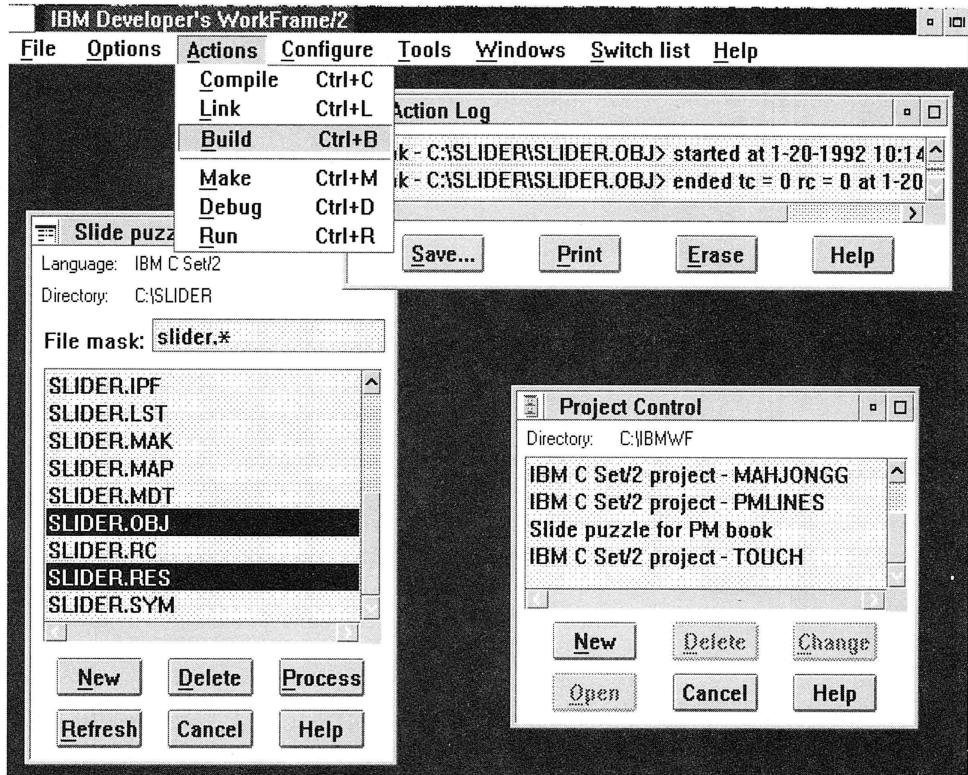 IBM Developer's WorkFrame/2
File Options Actions Configure Tools Windows Switch list Help
Compile Ctrl+C
Link Ctrl+L
Build Ctrl+B
Make Ctrl+M
Debug Ctrl+D
Run Ctrl+R
Action Log
k - C:\SLIDER\SLIDER.OBJ> started at 1-20-1992 10:14
k - C:\SLIDER\SLIDER.OBJ> ended tc = 0 rc = 0 at 1-20
Save... Print Erase Help
Slide puzz
Language: IBM C Set/2
Directory: C:\SLIDER
File mask: slider.*
SLIDER.IPF
SLIDER.LST
SLIDER.MAK
SLIDER.MAP
SLIDER.MDT
SLIDER.OBJ
SLIDER.RC
SLIDER.RES
SLIDER.SYM
New Delete Process
Refresh Cancel Help
Project Control
Directory: C:\IBMWF
IBM C Set/2 project - MAHJONGG
IBM C Set/2 project - PMLINES
Slide puzzle for PM book
IBM C Set/2 project - TOUCH
New Delete Change
Open Cancel Help